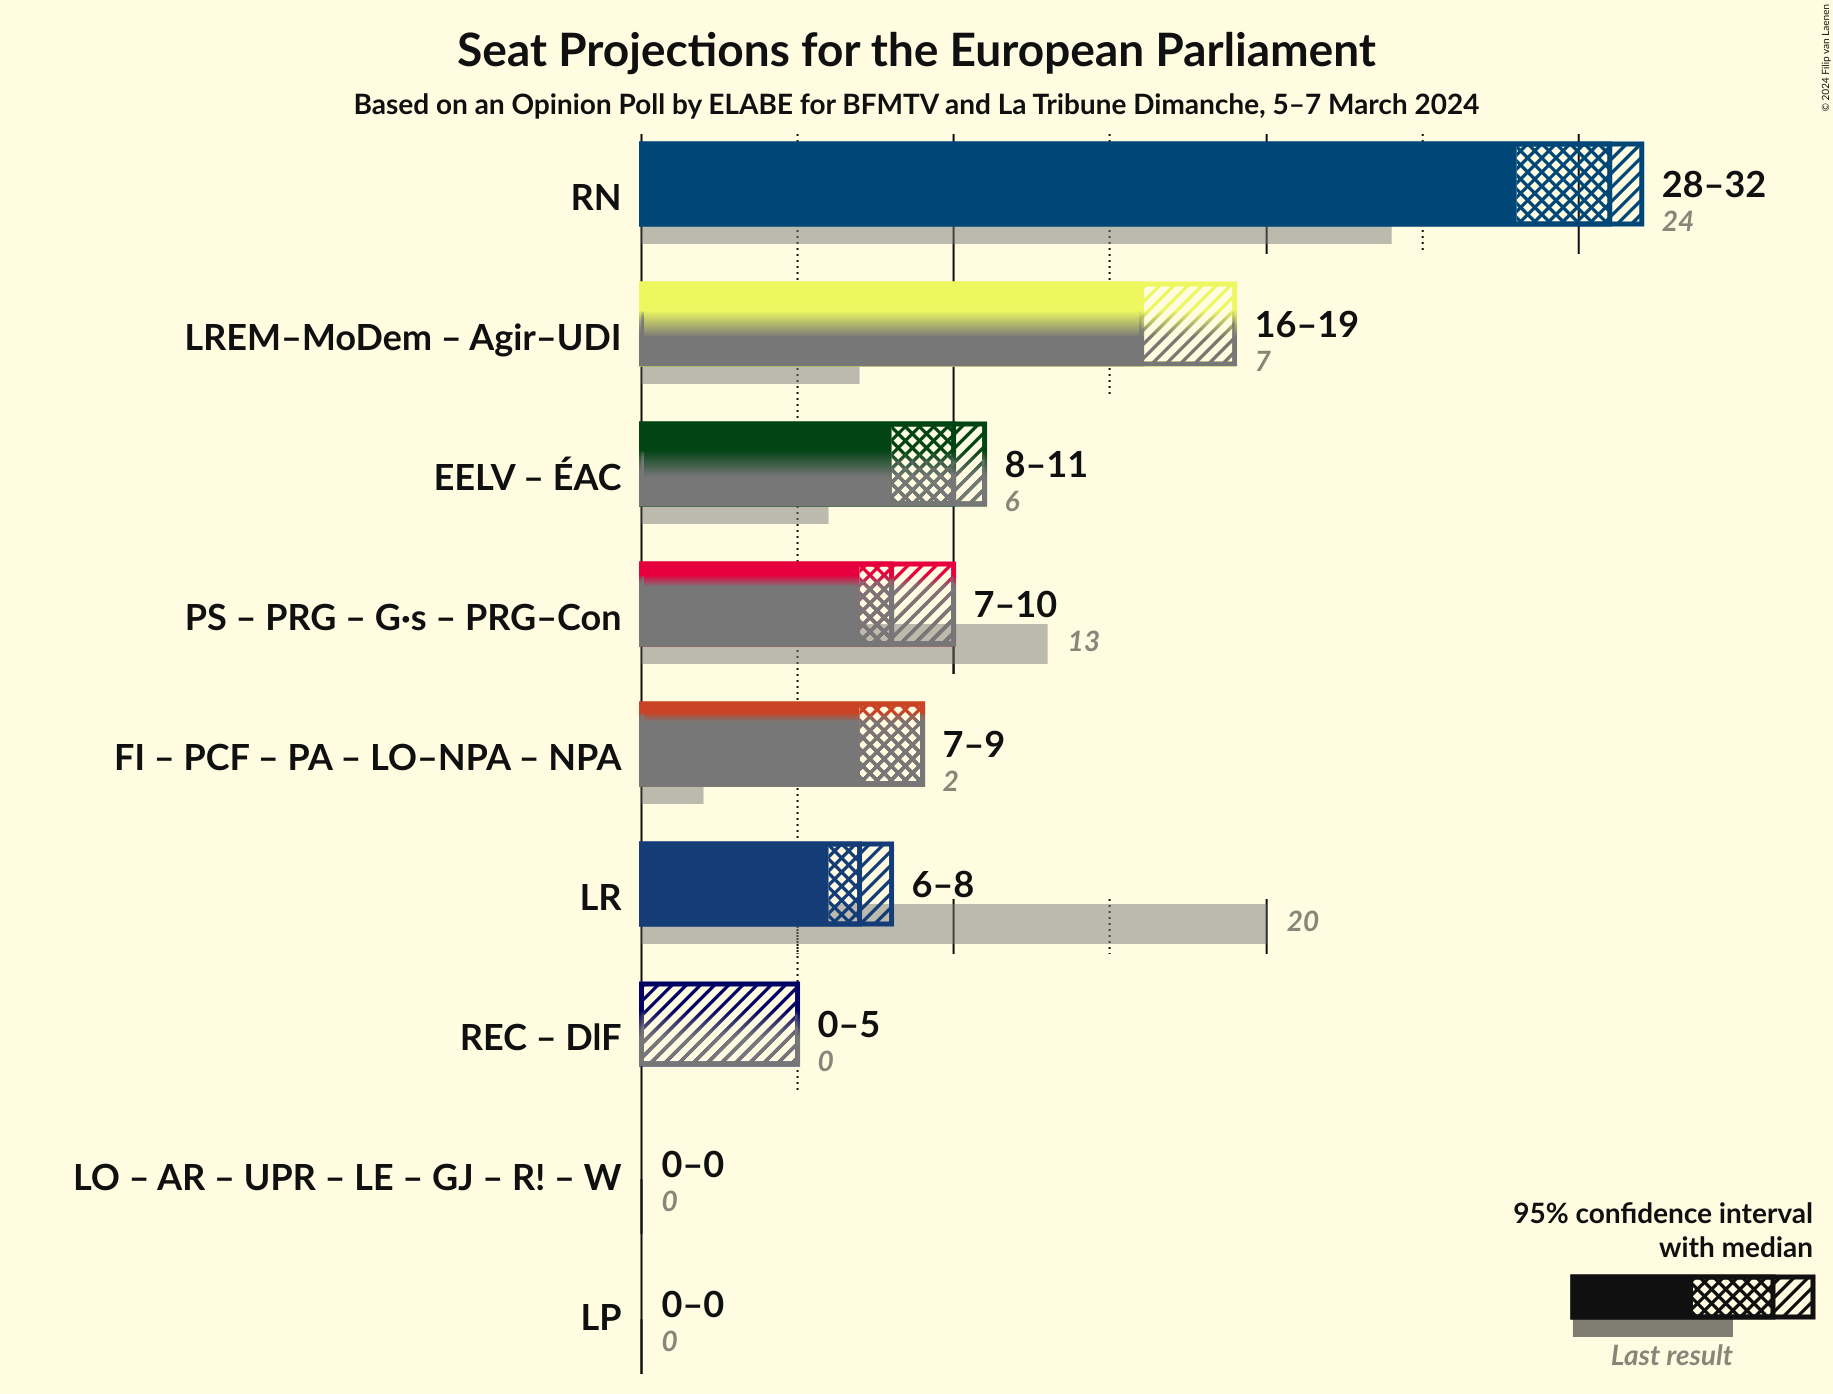 Seat Projections for the European Parliament
Based on an Opinion Poll by ELABE for BFMTV and La Tribune Dimanche, 5–7 March 2024
© 2024 Filip van Laenen
RN
28–32
24
LREM–MoDem – Agir–UDI
16–19
7
EELV – ÉAC
8–11
6
PS – PRG – G·s – PRG–Con
7–10
13
FI – PCF – PA – LO–NPA – NPA
7–9
2
LR
6–8
20
REC – DlF
0–5
0
LO – AR – UPR – LE – GJ – R! – W
0–0
0
LP
0–0
0
95% confidence interval
with median
Last result